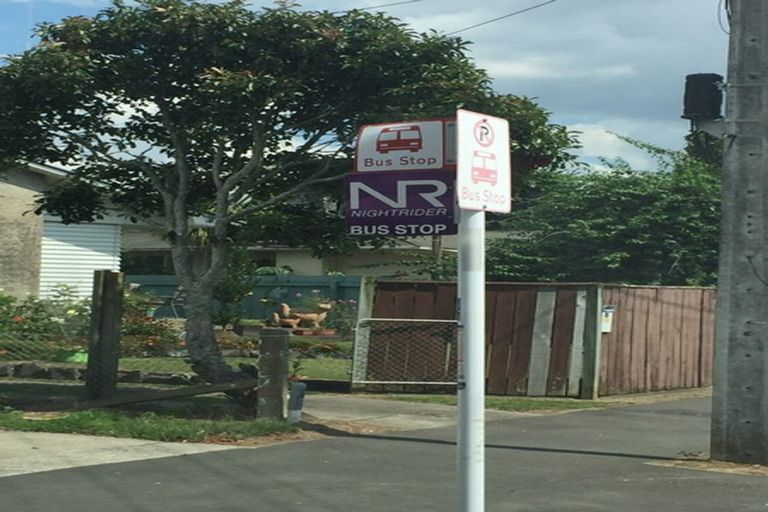 Bus Stop
NR
NIGHTRIDER
BUS STOP
P
Bus Stop